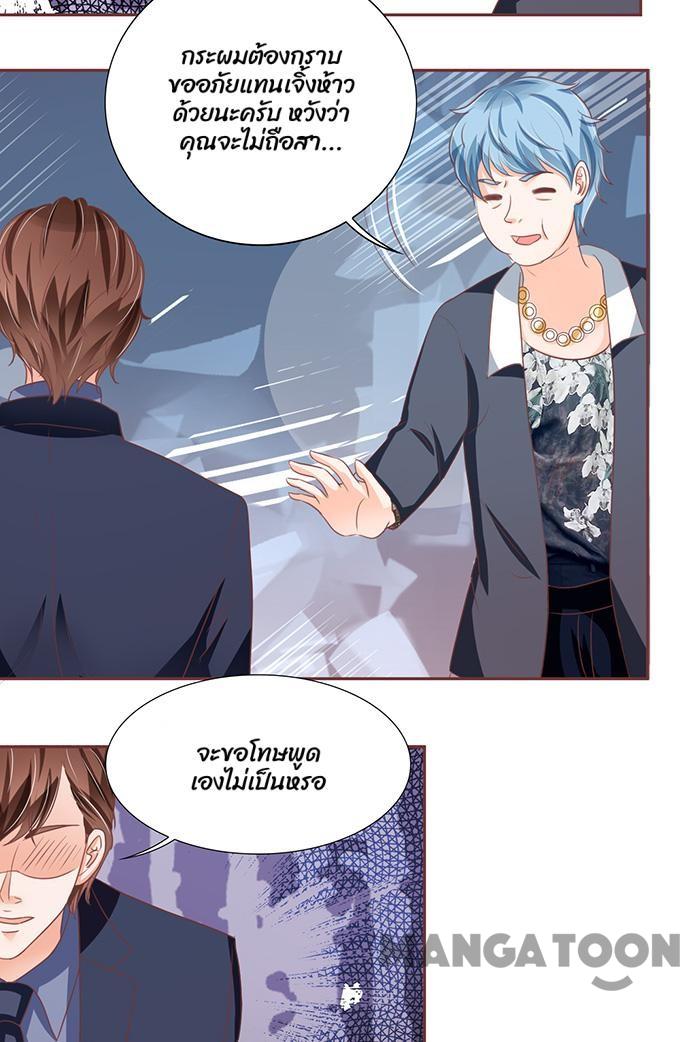 กระผมต้องกราบ
ขออภัยแทนเจิ้งห้าว
ด้วยนะครับ หวังว่า
คุณจะไม่ถือสา...
จะขอโทษพูด
เองไม่เป็นหรอ
MANGATOON